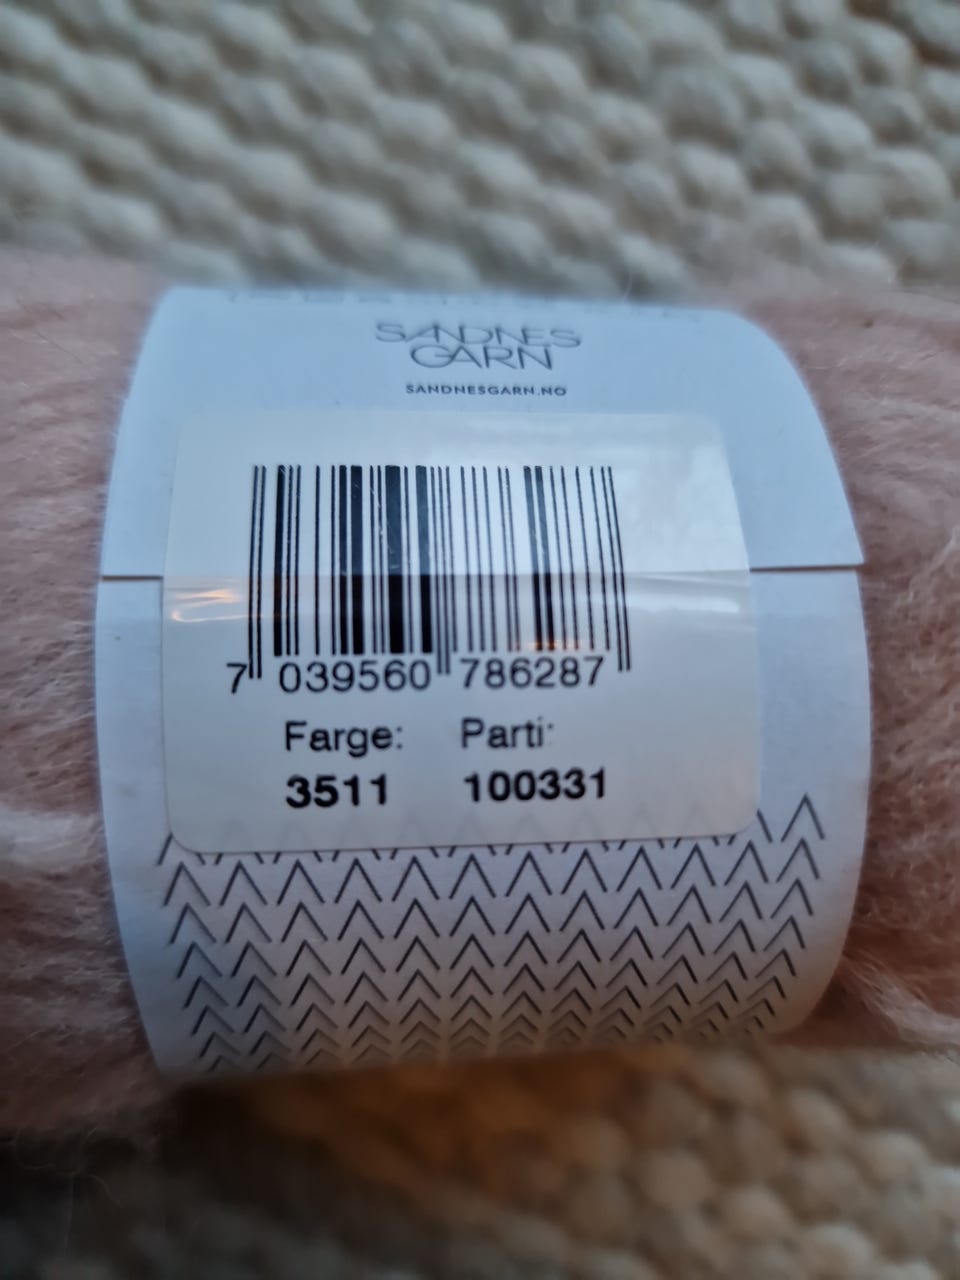 SANDNES
GARN
SANDNESGARN.NO
7 039560 786287
Farge: Parti:
3511 100331